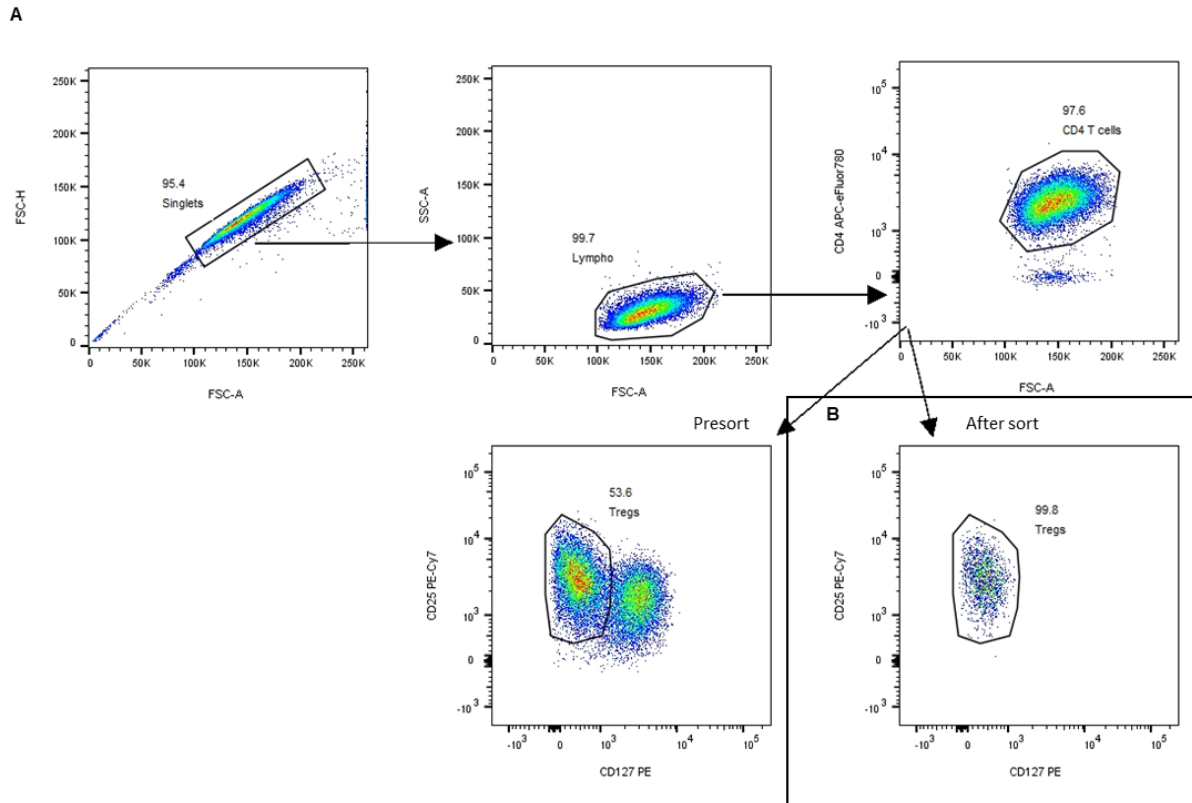 A
250K
200K
150K
100K
50K
0
FSC-H
95.4
Singlets
0 50K 100K 150K 200K 250K
FSC-A
250K
200K
150K
100K
50K
0
SSC-A
99.7
Lympho
0 50K 100K 150K 200K 250K
FSC-A
10^5
10^4
10^3
0
-10^3
CD4 APC-eFluor780
97.6
CD4 T cells
0 50K 100K 150K 200K 250K
FSC-A
Presort
10^5
10^4
10^3
0
-10^3
CD25 PE-Cy7
53.6
Tregs
-10^3 0 10^3 10^4 10^5
CD127 PE
B
After sort
10^5
10^4
10^3
0
-10^3
CD25 PE-Cy7
99.8
Tregs
-10^3 0 10^3 10^4 10^5
CD127 PE